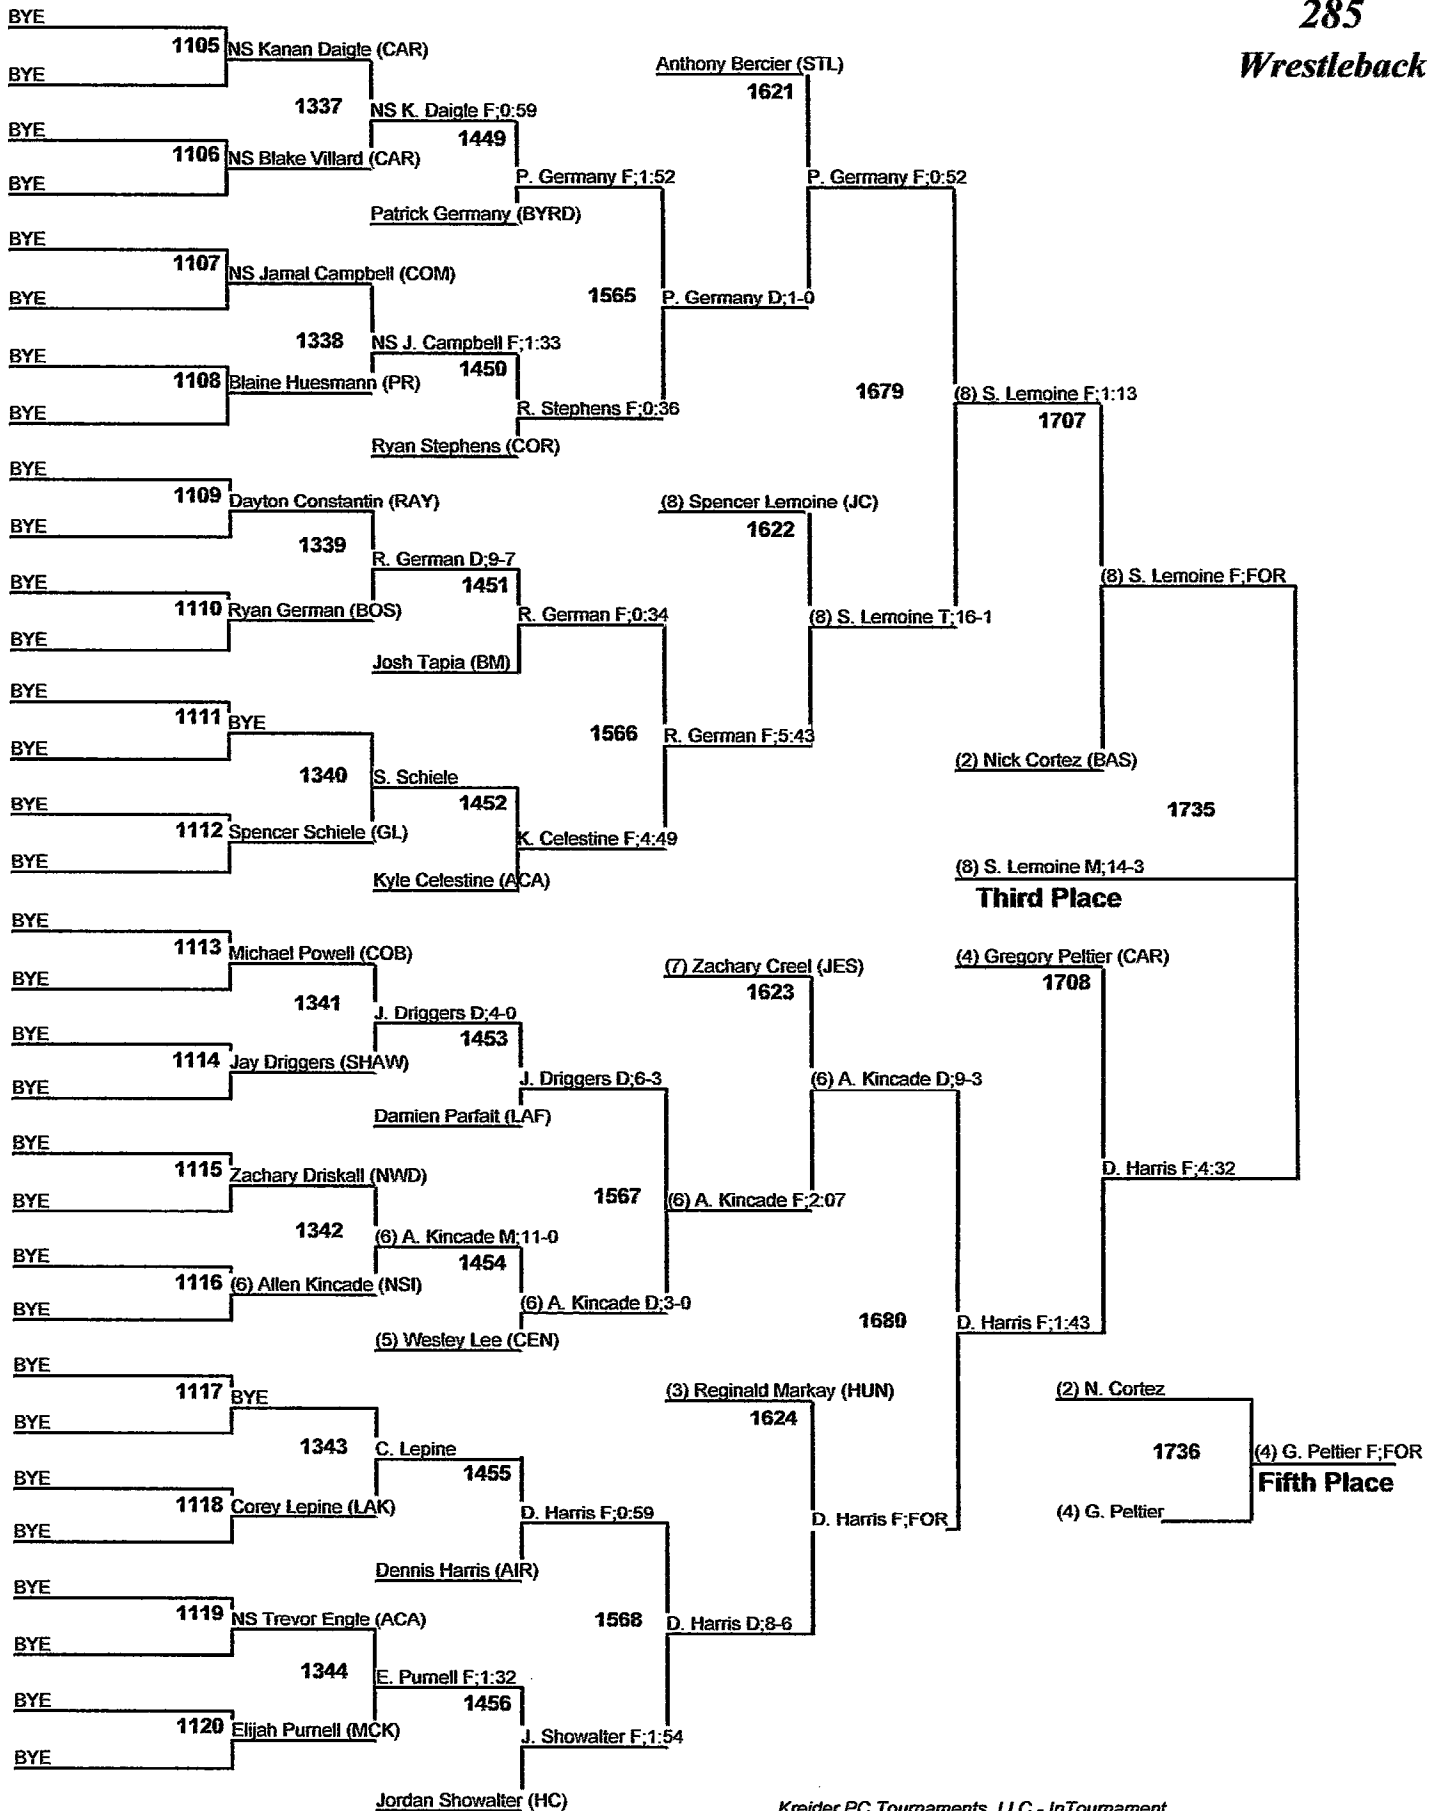 285
Wrestleback
BYE
1105 NS Kanan Daigle (CAR)
BYE
1337
NS K. Daigle F;0:59
1449
BYE
1106 NS Blake Villard (CAR)
BYE
P. Germany F;1:52
Patrick Germany (BYRD)
Anthony Bercier (STL)
1621
P. Germany F;0:52
BYE
1107 NS Jamal Campbell (COM)
BYE
1565
P. Germany D;1-0
1338
NS J. Campbell F;1:33
1450
BYE
1108 Blaine Huesmann (PR)
BYE
R. Stephens F;0:36
Ryan Stephens (COR)
1679
(8) S. Lemoine F;1:13
1707
BYE
1109 Dayton Constantin (RAY)
BYE
1339
R. German D;9-7
1451
(8) Spencer Lemoine (JC)
1622
BYE
1110 Ryan German (BOS)
BYE
R. German F;0:34
Josh Tapia (BM)
(8) S. Lemoine T;16-1
(8) S. Lemoine F;FOR
BYE
1111 BYE
BYE
1566
R. German F;5:43
1340
S. Schiele
1452
(2) Nick Cortez (BAS)
BYE
1112 Spencer Schiele (GL)
BYE
K. Celestine F;4:49
Kyle Celestine (ACA)
1735
(8) S. Lemoine M;14-3
Third Place
BYE
1113 Michael Powell (COB)
BYE
1341
J. Driggers D;4-0
1453
(7) Zachary Creel (JES)
1623
(4) Gregory Peltier (CAR)
1708
BYE
1114 Jay Driggers (SHAW)
BYE
J. Driggers D;6-3
Damien Parfait (LAF)
(6) A. Kincade D;9-3
BYE
1115 Zachary Driskall (NWD)
BYE
1567
(6) A. Kincade F;2:07
D. Harris F;4:32
1342
(6) A. Kincade M;11-0
1454
BYE
1116 (6) Allen Kincade (NSI)
BYE
(6) A. Kincade D;3-0
(5) Wesley Lee (CEN)
1680
D. Harris F;1:43
BYE
1117 BYE
BYE
1343
C. Lepine
1455
(3) Reginald Markay (HUN)
1624
(2) N. Cortez
1736
(4) G. Peltier F;FOR
Fifth Place
(4) G. Peltier
BYE
1118 Corey Lepine (LAK)
BYE
D. Harris F;0:59
D. Harris F;FOR
Dennis Harris (AIR)
BYE
1119 NS Trevor Engle (ACA)
BYE
1568
D. Harris D;8-6
1344
E. Purnell F;1:32
1456
BYE
1120 Elijah Purnell (MCK)
BYE
J. Showalter F;1:54
Jordan Showalter (HC)
Kreider PC Tournaments, LLC - InTournament